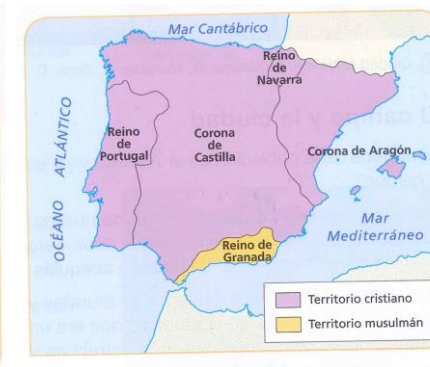 Mar Cantábrico
Reino
de
Navarra
OCÉANO ATLÁNTICO
Reino
de
Portugal
Corona
de
Castilla
Corona de Aragón
Mar
Mediterráneo
Reino de
Granada
Territorio cristiano
Territorio musulmán